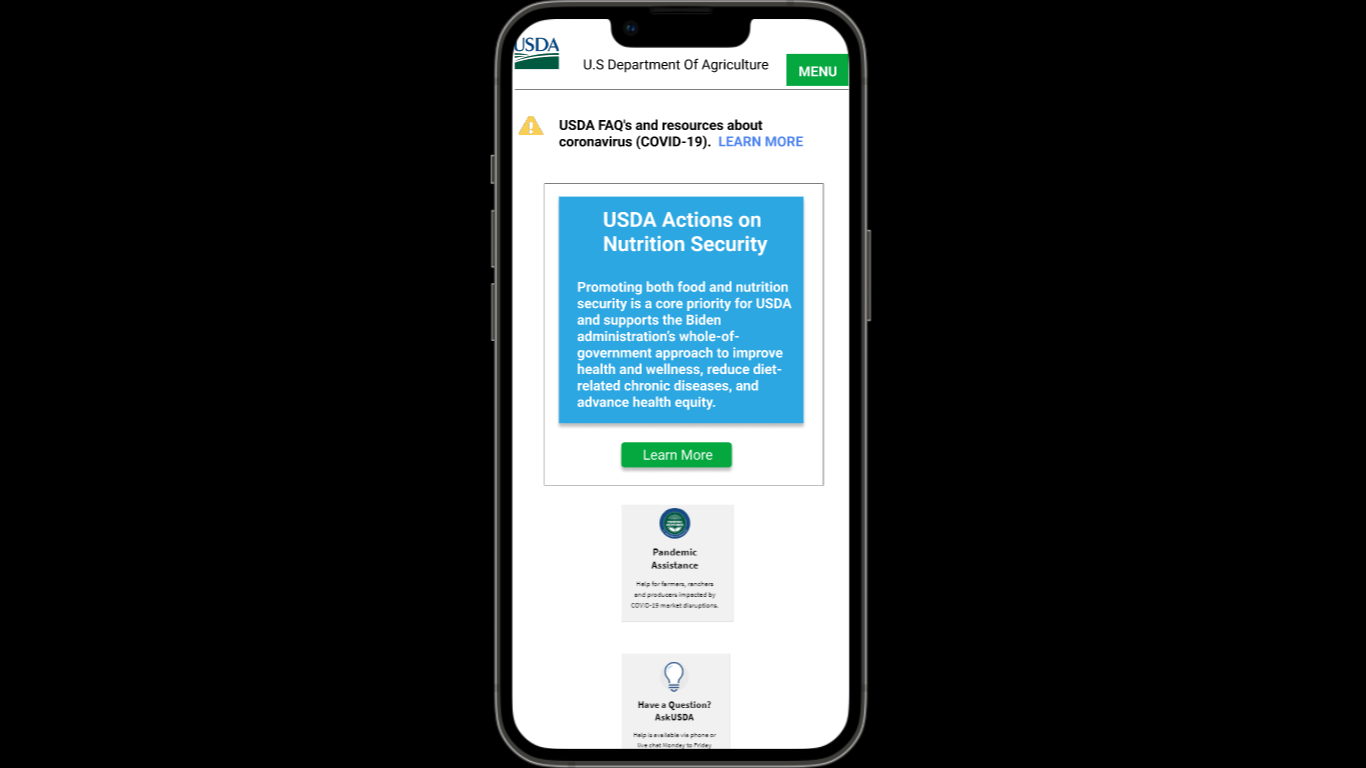 USDA
U.S Department Of Agriculture
MENU
USDA FAQ's and resources about
coronavirus (COVID-19). LEARN MORE
USDA Actions on
Nutrition Security
Promoting both food and nutrition
security is a core priority for USDA
and supports the Biden
administration's whole-of-
government approach to improve
health and wellness, reduce diet-
related chronic diseases, and
advance health equity.
Learn More
Pandemic
Assistance
Help for farmers, ranchers
and producers impacted by
COVID-19 market disruptions.
Have a Question?
AskUSDA
Help is available via phone or
live chat Monday to Friday